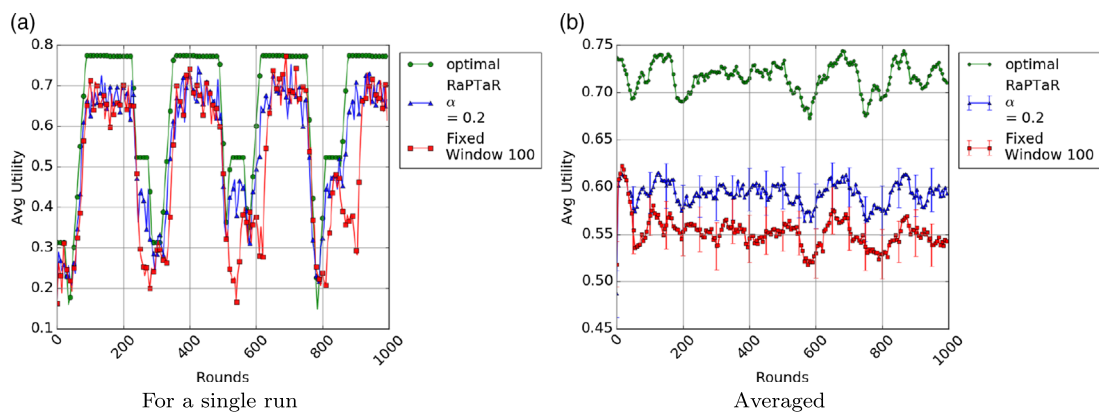 (a)
0.8
0.7
0.6
0.5
0.4
0.3
0.2
0.1
Avg Utility
0
200
400
600
800
1000
Rounds
optimal
RaPTaR
α
= 0.2
Fixed
Window 100
For a single run
(b)
0.75
0.70
0.65
0.60
0.55
0.50
0.45
Avg Utility
0
200
400
600
800
1000
Rounds
optimal
RaPTaR
α
= 0.2
Fixed
Window 100
Averaged